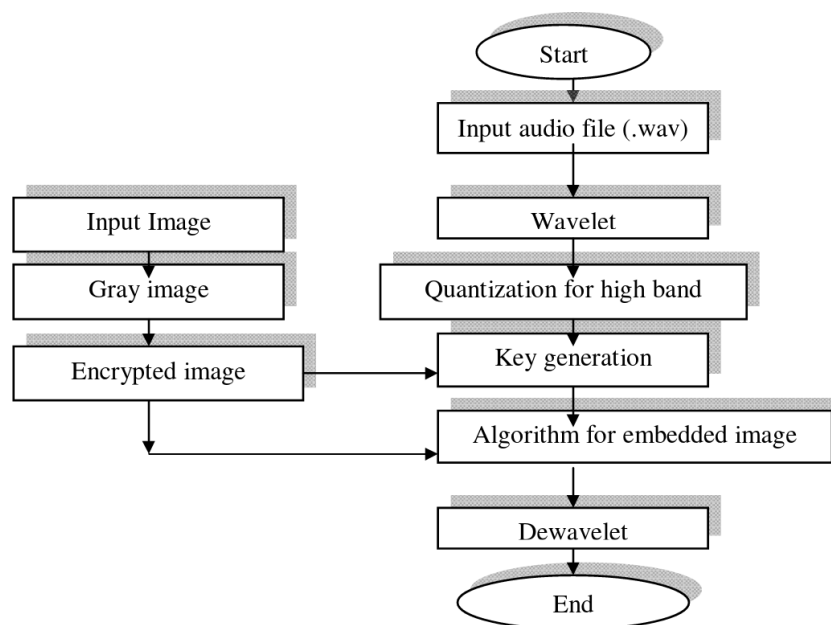 Start
Input audio file (.wav)
Input Image
Wavelet
Gray image
Quantization for high band
Encrypted image
Key generation
Algorithm for embedded image
Dewavelet
End